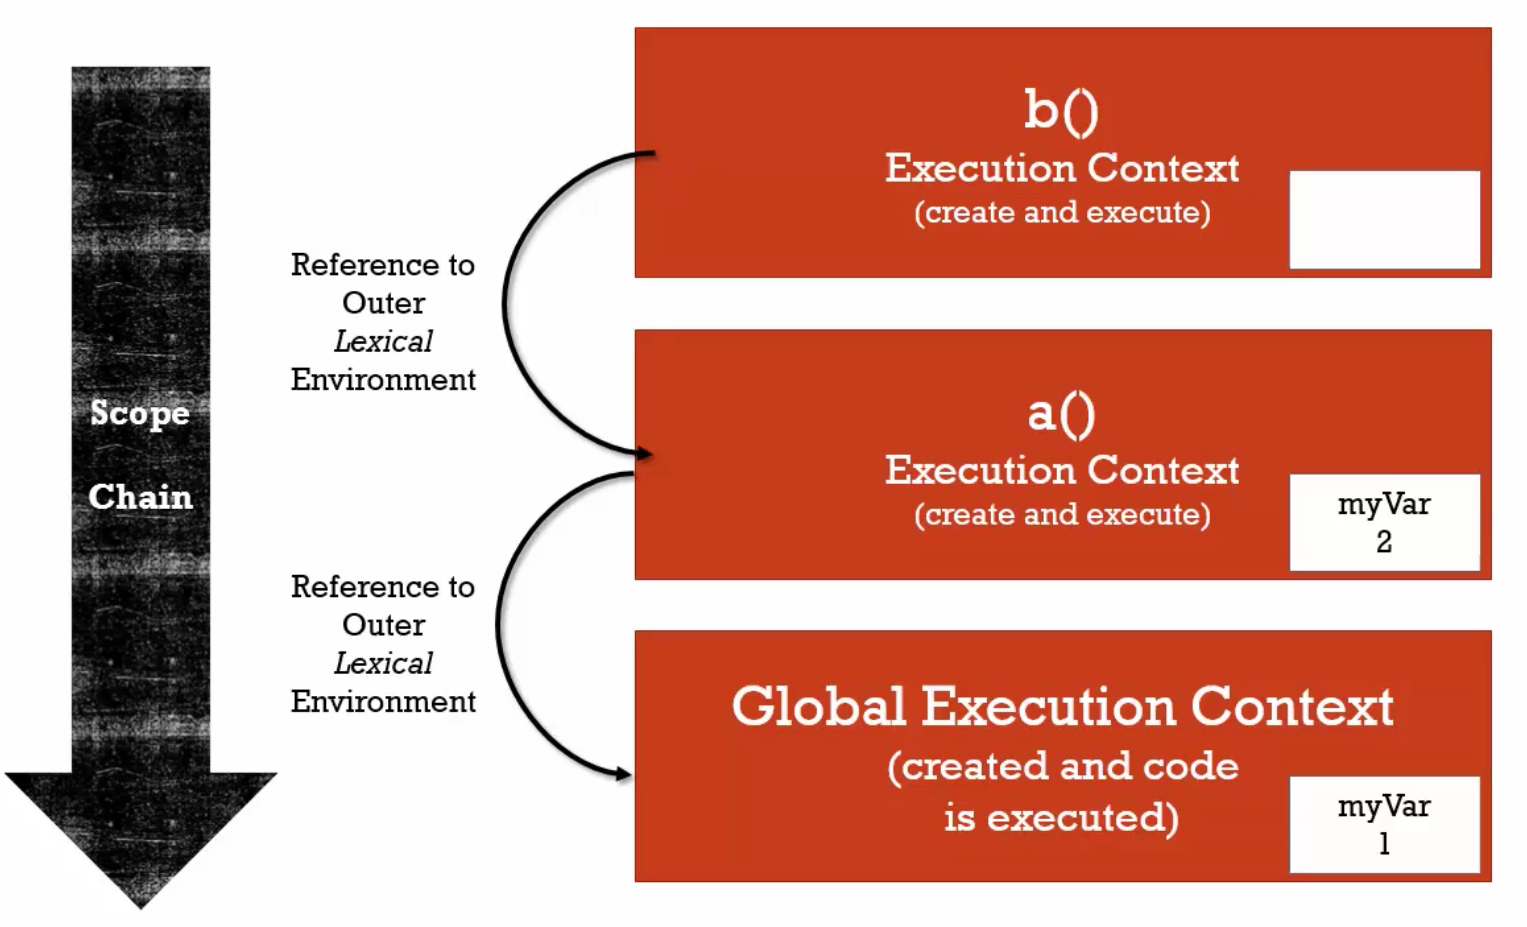 b()
Execution Context
(create and execute)
Reference to
Outer
Lexical
Environment
Scope
Chain
a()
Execution Context
(create and execute)
myVar
2
Reference to
Outer
Lexical
Environment
Global Execution Context
(created and code
is executed)
myVar
1